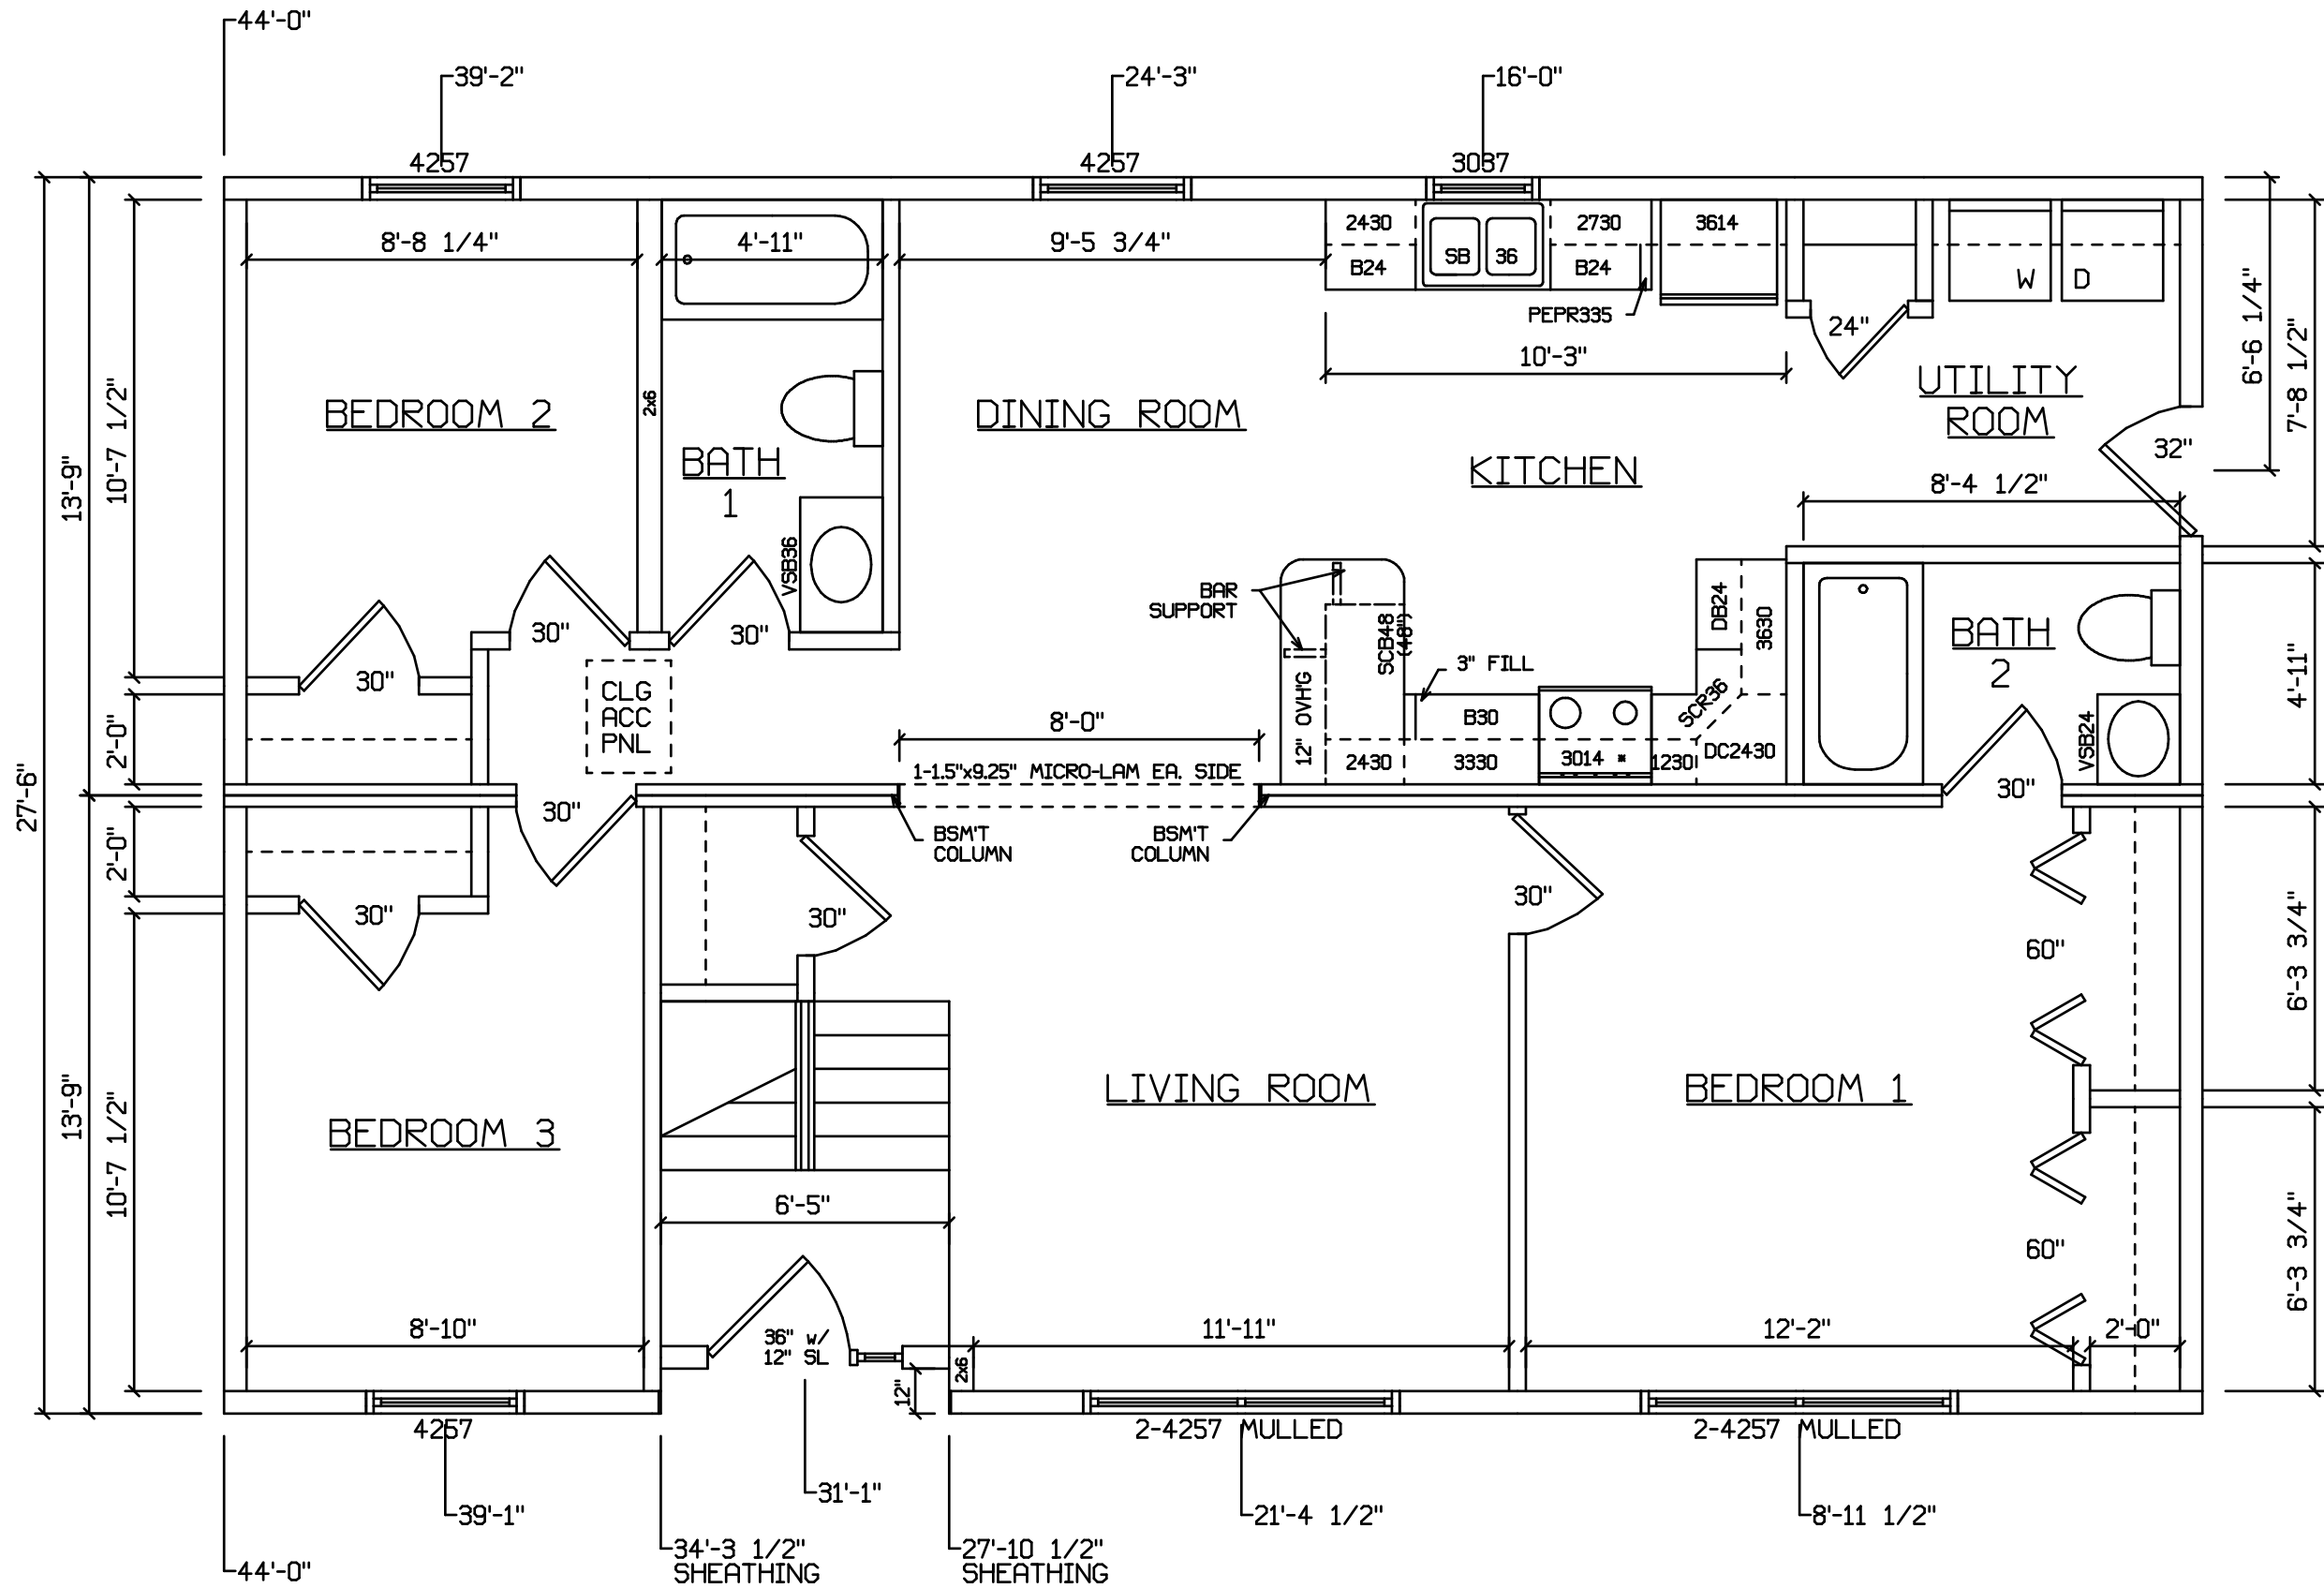 44'-0"
39'-2"
24'-3"
16'-0"
4257
4257
3037
8'-8 1/4"
4'-11"
9'-5 3/4"
2430
2730
3614
B24
SB
36
B24
W
D
PEPR335
24"
10'-3"
6'-6 1/4"
7'-8 1/2"
UTILITY
ROOM
2x6
10'-7 1/2"
13'-9"
BEDROOM 2
DINING ROOM
32"
BATH
1
KITCHEN
8'-4 1/2"
VSB36
BAR
SUPPORT
DB24
3630
SCB48
(48")
30"
30"
BATH
2
30"
3" FILL
CLG
ACC
PNL
12" OVH'G
B30
SCR36
4'-11"
8'-0"
VSB24
2'-0"
2430
3330
3014 *
1230
DC2430
1-1.5"x9.25" MICRO-LAM EA. SIDE
27'-6"
30"
30"
BSM'T
COLUMN
BSM'T
COLUMN
2'-0"
30"
30"
30"
60"
6'-3 3/4"
LIVING ROOM
BEDROOM 1
13'-9"
10'-7 1/2"
BEDROOM 3
6'-5"
60"
6'-3 3/4"
8'-10"
36" W/
12" SL
11'-11"
12'-2"
2'-0"
2x6
12"
4257
2-4257 MULLED
2-4257 MULLED
31'-1"
39'-1"
21'-4 1/2"
8'-11 1/2"
34'-3 1/2"
SHEATHING
27'-10 1/2"
SHEATHING
44'-0"